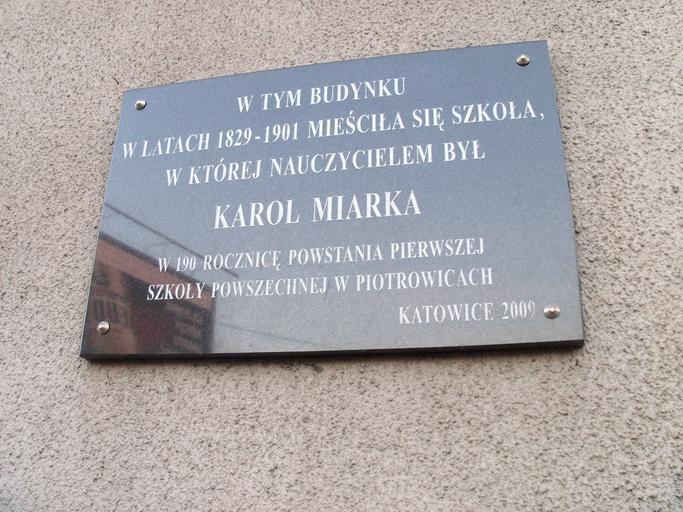 W TYM BUDYNKU
W LATACH 1829-1901 MIEŚCIŁA SIĘ SZKOŁA,
W KTÓREJ NAUCZYCIELEM BYŁ
KAROL MIARKA
W 190 ROCZNICĘ POWSTANIA PIERWSZEJ
SZKOŁY POWSZECHNEJ W PIOTROWICACH
KATOWICE 2009